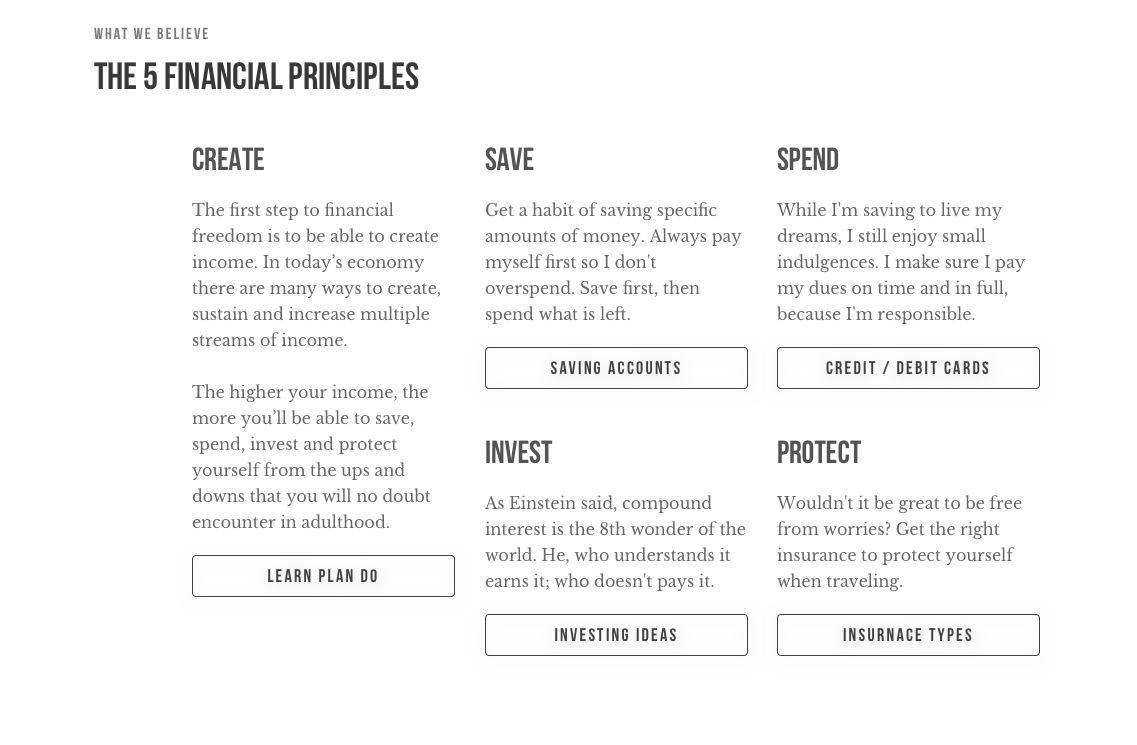 WHAT WE BELIEVE
THE 5 FINANCIAL PRINCIPLES
CREATE
The first step to financial
freedom is to be able to create
income. In today’s economy
there are many ways to create,
sustain and increase multiple
streams of income.
The higher your income, the
more you’ll be able to save,
spend, invest and protect
yourself from the ups and
downs that you will no doubt
encounter in adulthood.
LEARN PLAN DO
SAVE
Get a habit of saving specific
amounts of money. Always pay
myself first so I don't
overspend. Save first, then
spend what is left.
SAVING ACCOUNTS
SPEND
While I'm saving to live my
dreams, I still enjoy small
indulgences. I make sure I pay
my dues on time and in full,
because I'm responsible.
CREDIT / DEBIT CARDS
INVEST
As Einstein said, compound
interest is the 8th wonder of the
world. He, who understands it
earns it; who doesn't pays it.
INVESTING IDEAS
PROTECT
Wouldn't it be great to be free
from worries? Get the right
insurance to protect yourself
when traveling.
INSURNACE TYPES